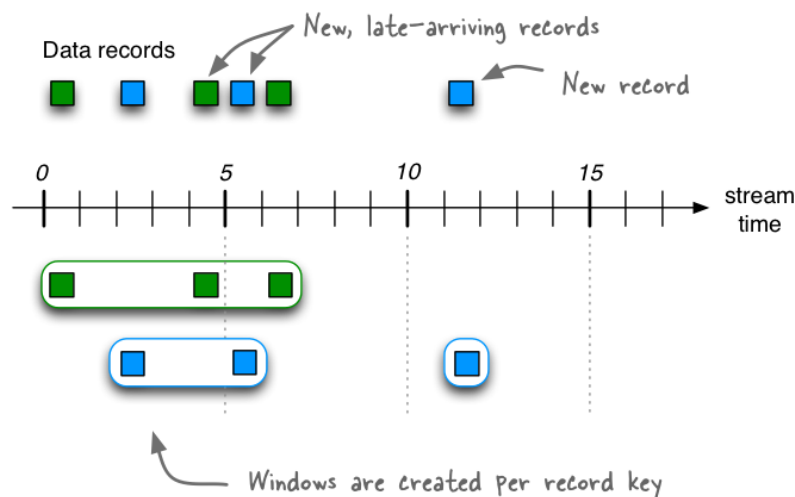 New, late-arriving records
Data records
New record
0
5
10
15
stream
time
Windows are created per record key